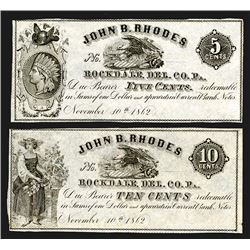 JOHN B. RHODES
5
CENTS
No.
ROCKDALE, DEL. CO. PA.
Due Bearer FIVE CENTS, redeemable
in Sums of one Dollar and upwards in Current Bank Notes.
November 10th 1862
JOHN B. RHODES
10
CENTS
No.
ROCKDALE, DEL. CO. PA.
Due Bearer TEN CENTS redeemable
in Sums of one Dollar and upwards in Current Bank Notes.
November 10th 1862